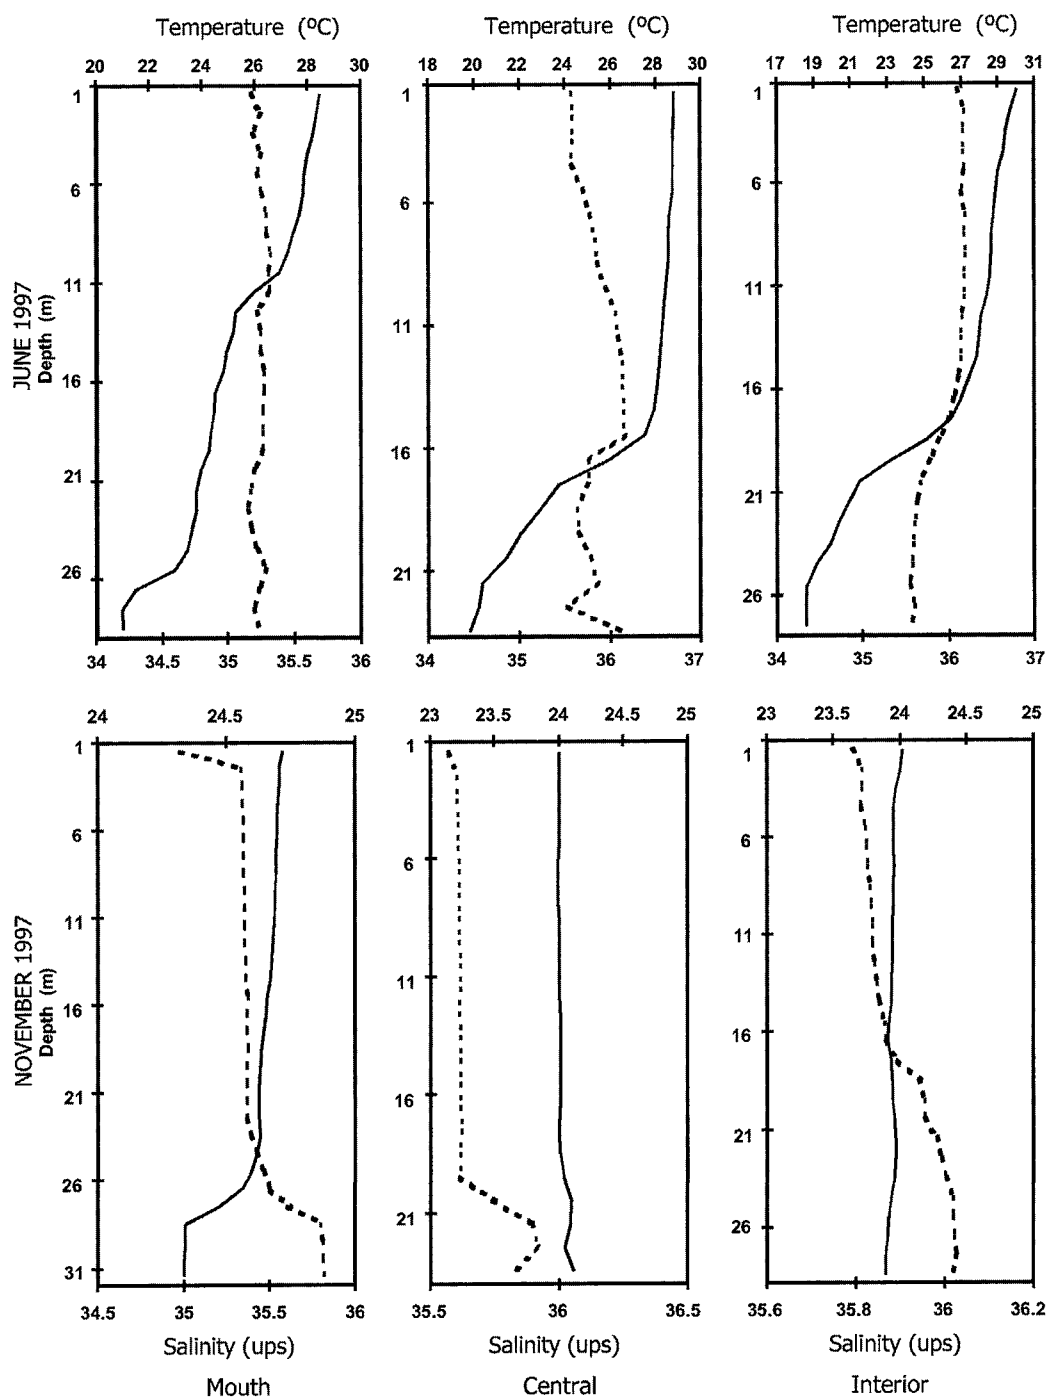 Temperature (ºC)
Temperature (ºC)
Temperature (ºC)
20 22 24 26 28 30
18 20 22 24 26 28 30
17 19 21 23 25 27 29 31
JUNE 1997
Depth (m)
1
6
11
16
21
26
1
6
11
16
21
1
6
11
16
21
26
34 34.5 35 35.5 36
34 35 36 37
34 35 36 37
24 24.5 25
23 23.5 24 24.5 25
23 23.5 24 24.5 25
NOVEMBER 1997
Depth (m)
1
6
11
16
21
26
31
1
6
11
16
21
1
6
11
16
21
26
34.5 35 35.5 36
35.5 36 36.5
35.6 35.8 36 36.2
Salinity (ups)
Salinity (ups)
Salinity (ups)
Mouth
Central
Interior